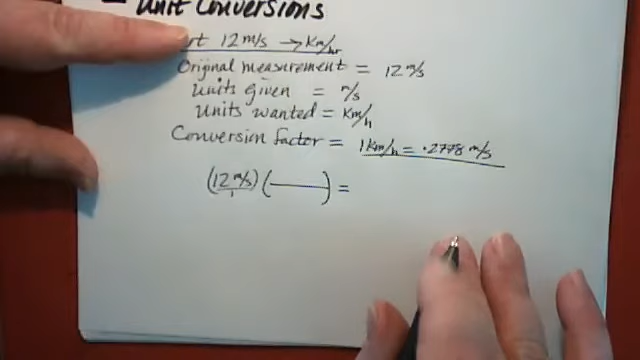 Unit Conversions
12 m/s → Km/hr
Original measurement = 12 m/s
Units given = m/s
Units wanted = Km/h
Conversion factor = 1 Km/h = .2778 m/s
(12 m/s / 1) (——) =